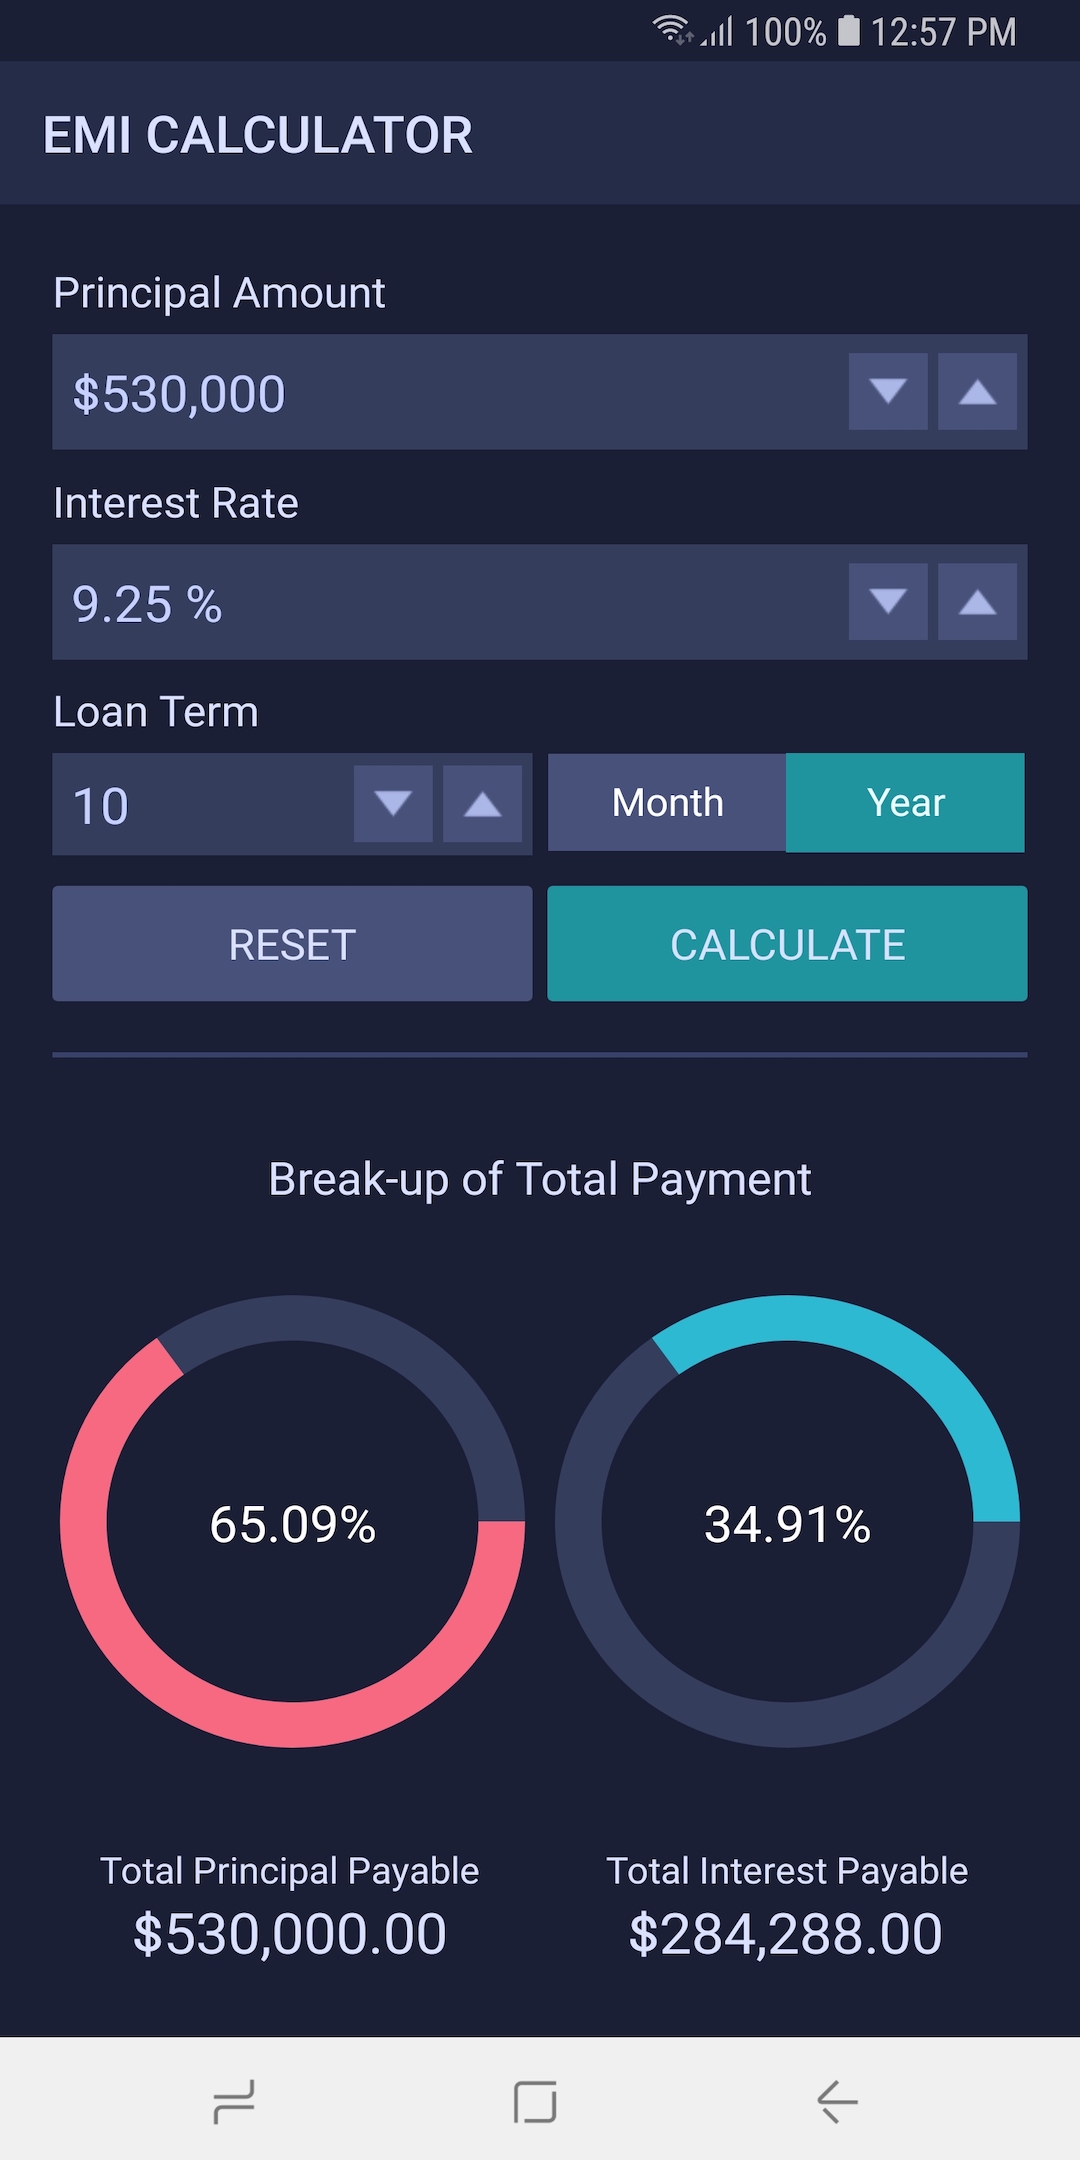 100% 12:57 PM
EMI CALCULATOR
Principal Amount
$530,000
Interest Rate
9.25 %
Loan Term
10 Month Year
RESET CALCULATE
Break-up of Total Payment
65.09% 34.91%
Total Principal Payable Total Interest Payable
$530,000.00 $284,288.00